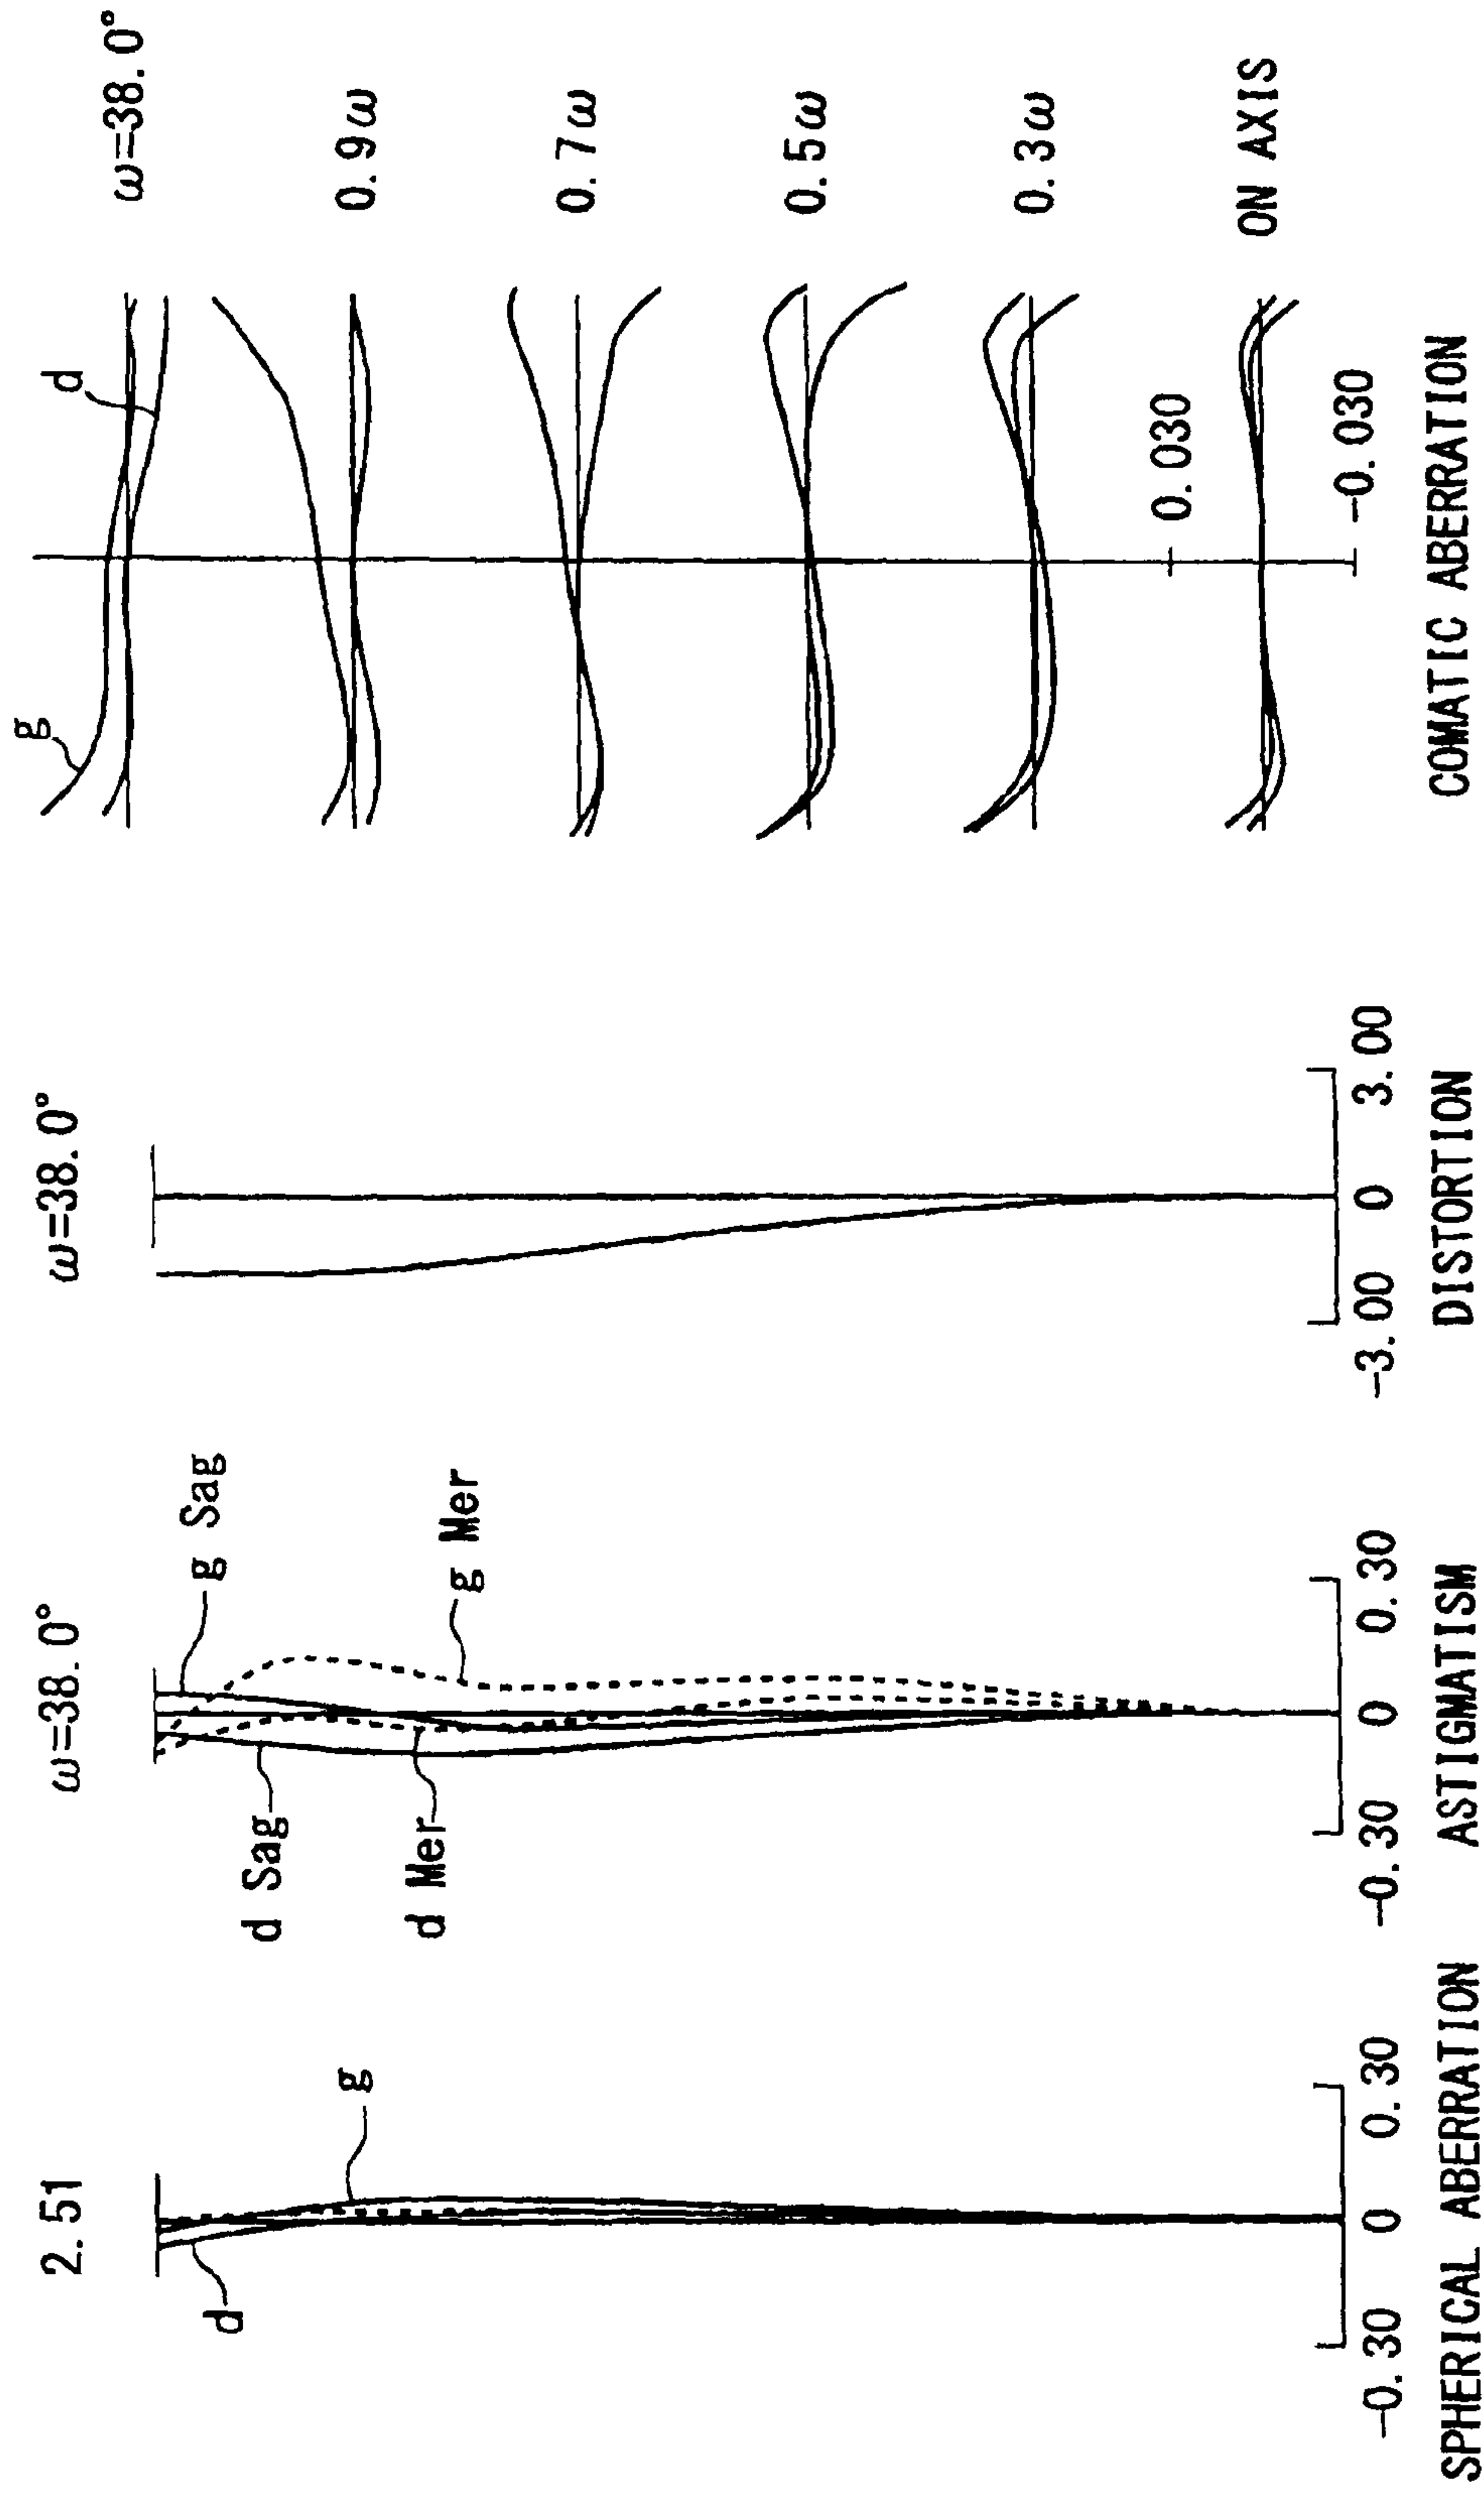 2.51
d
g
-0.30 0 0.30
SPHERICAL ABERRATION
ω=38.0°
g Sag
d Sag
g Mer
d Mer
-0.30 0 0.30
ASTIGMATISM
ω=38.0°
-3.00 0 3.00
DISTORTION
g
d
ω=38.0°
0.9ω
0.7ω
0.5ω
0.3ω
0.030
ON AXIS
-0.030
COMATIC ABERRATION